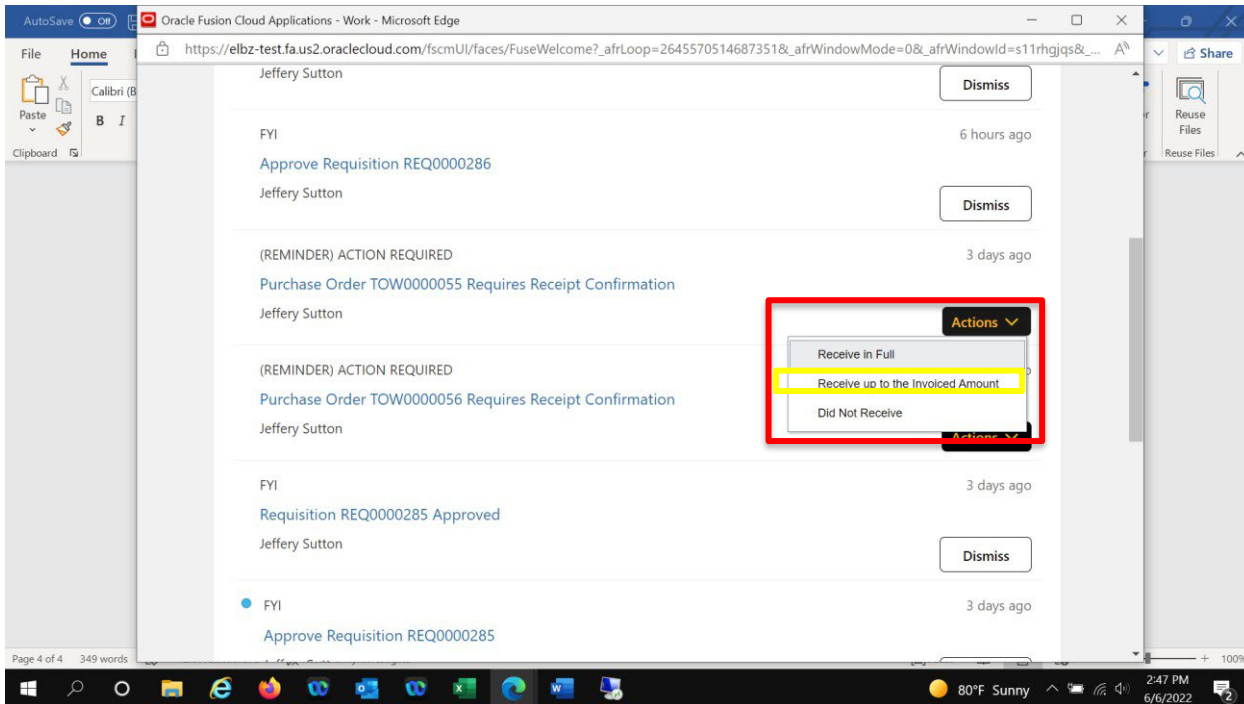 AutoSave Off
Oracle Fusion Cloud Applications - Work - Microsoft Edge
File Home
https://elbz-test.fa.us2.oraclecloud.com/fscmUI/faces/FuseWelcome?_afrLoop=2645570514687351&_afrWindowMode=0&_afrWindowId=s11rhgjqs&_...
Share
Calibri (B
Paste
B I
Clipboard
Reuse
Files
Reuse Files
Jeffery Sutton
Dismiss
FYI 6 hours ago
Approve Requisition REQ0000286
Jeffery Sutton
Dismiss
(REMINDER) ACTION REQUIRED 3 days ago
Purchase Order TOW0000055 Requires Receipt Confirmation
Jeffery Sutton
Actions
Receive in Full
Receive up to the Invoiced Amount
Did Not Receive
(REMINDER) ACTION REQUIRED
Purchase Order TOW0000056 Requires Receipt Confirmation
Jeffery Sutton
Actions
FYI 3 days ago
Requisition REQ0000285 Approved
Jeffery Sutton
Dismiss
FYI 3 days ago
Approve Requisition REQ0000285
Page 4 of 4 349 words
100%
80°F Sunny
2:47 PM
6/6/2022
2